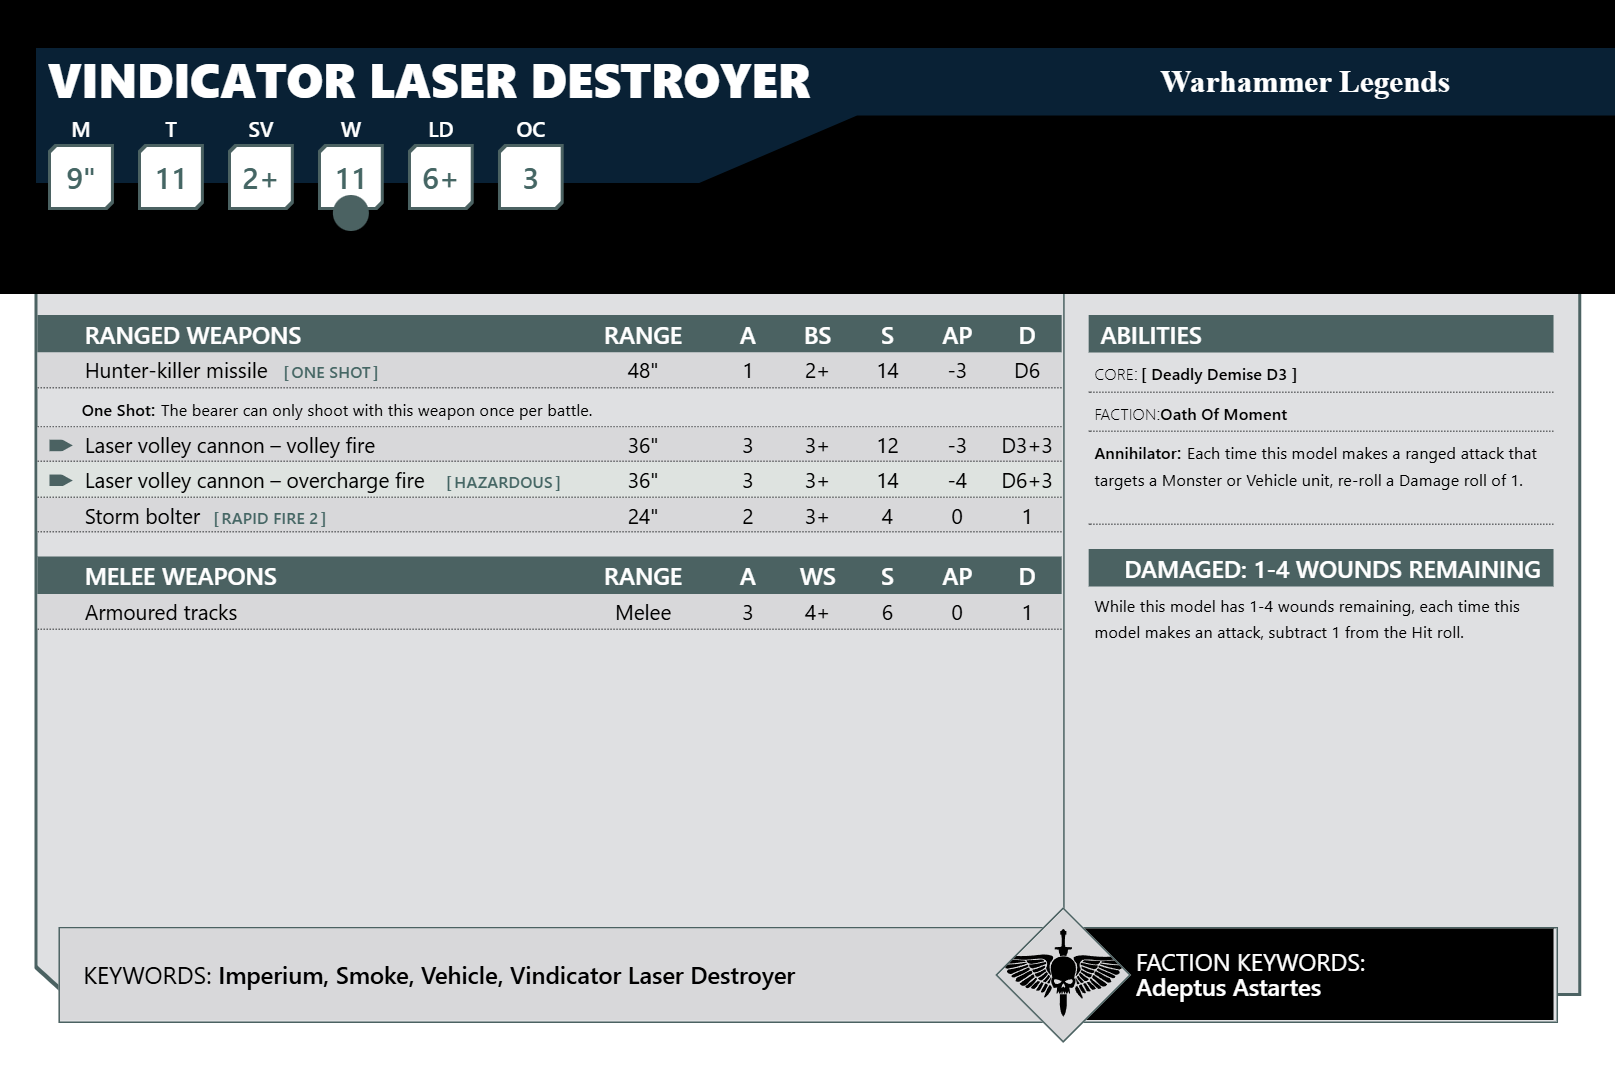 VINDICATOR LASER DESTROYER
Warhammer Legends
M T SV W LD OC
9" 11 2+ 11 6+ 3
RANGED WEAPONS RANGE A BS S AP D
Hunter-killer missile [ONE SHOT] 48" 1 2+ 14 -3 D6
One Shot: The bearer can only shoot with this weapon once per battle.
Laser volley cannon – volley fire 36" 3 3+ 12 -3 D3+3
Laser volley cannon – overcharge fire [HAZARDOUS] 36" 3 3+ 14 -4 D6+3
Storm bolter [RAPID FIRE 2] 24" 2 3+ 4 0 1
MELEE WEAPONS RANGE A WS S AP D
Armoured tracks Melee 3 4+ 6 0 1
ABILITIES
CORE: [ Deadly Demise D3 ]
FACTION:Oath Of Moment
Annihilator: Each time this model makes a ranged attack that
targets a Monster or Vehicle unit, re-roll a Damage roll of 1.
DAMAGED: 1-4 WOUNDS REMAINING
While this model has 1-4 wounds remaining, each time this
model makes an attack, subtract 1 from the Hit roll.
KEYWORDS: Imperium, Smoke, Vehicle, Vindicator Laser Destroyer
FACTION KEYWORDS:
Adeptus Astartes